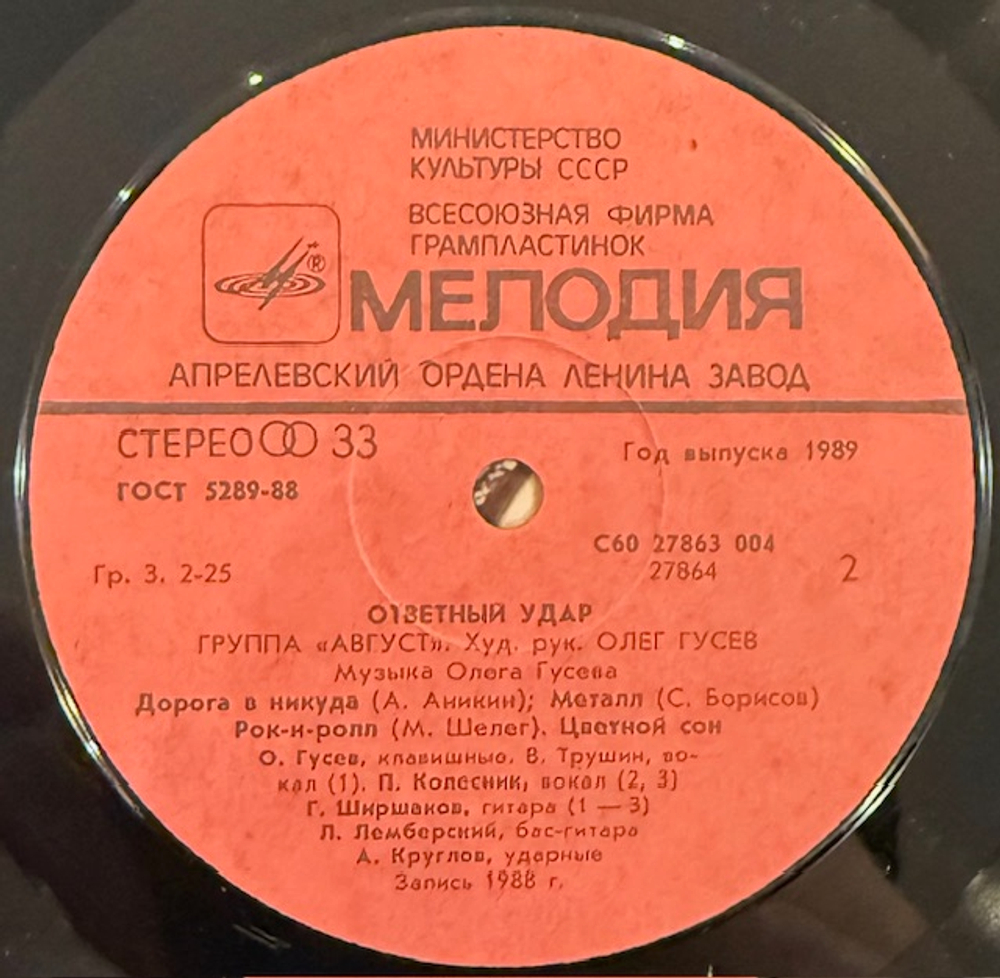 МИНИСТЕРСТВО
КУЛЬТУРЫ СССР
ВСЕСОЮЗНАЯ ФИРМА
ГРАМПЛАСТИНОК
®
МЕЛОДИЯ
АПРЕЛЕВСКИЙ ОРДЕНА ЛЕНИНА ЗАВОД
СТЕРЕО 33
Год выпуска 1989
ГОСТ 5289-88
С60 27863 004
27864
2
Гр. 3. 2-25
ОТВЕТНЫЙ УДАР
ГРУППА «АВГУСТ». Худ. рук. ОЛЕГ ГУСЕВ
Музыка Олега Гусева
Дорога в никуда (А. Аникин); Металл (С. Борисов)
Рок-н-ролл (М. Шелег). Цветной сон
О. Гусев, клавишные. В. Трушин, во-
кал (1). П. Колесник, вокал (2, 3)
Г. Ширшаков, гитара (1 — 3)
Л. Лемберский, бас-гитара
А. Круглов, ударные
Запись 1988 г.